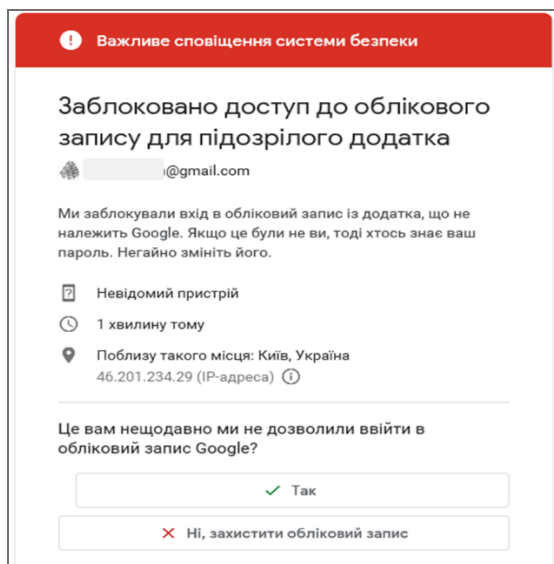 Важливе сповіщення системи безпеки
Заблоковано доступ до облікового
запису для підозрілого додатка
@gmail.com
Ми заблокували вхід в обліковий запис із додатка, що не
належить Google. Якщо це були не ви, тоді хтось знає ваш
пароль. Негайно змініть його.
Невідомий пристрій
1 хвилину тому
Поблизу такого місця: Київ, Україна
46.201.234.29 (IP-адреса)
Це вам нещодавно ми не дозволили ввійти в
обліковий запис Google?
Так
Ні, захистити обліковий запис